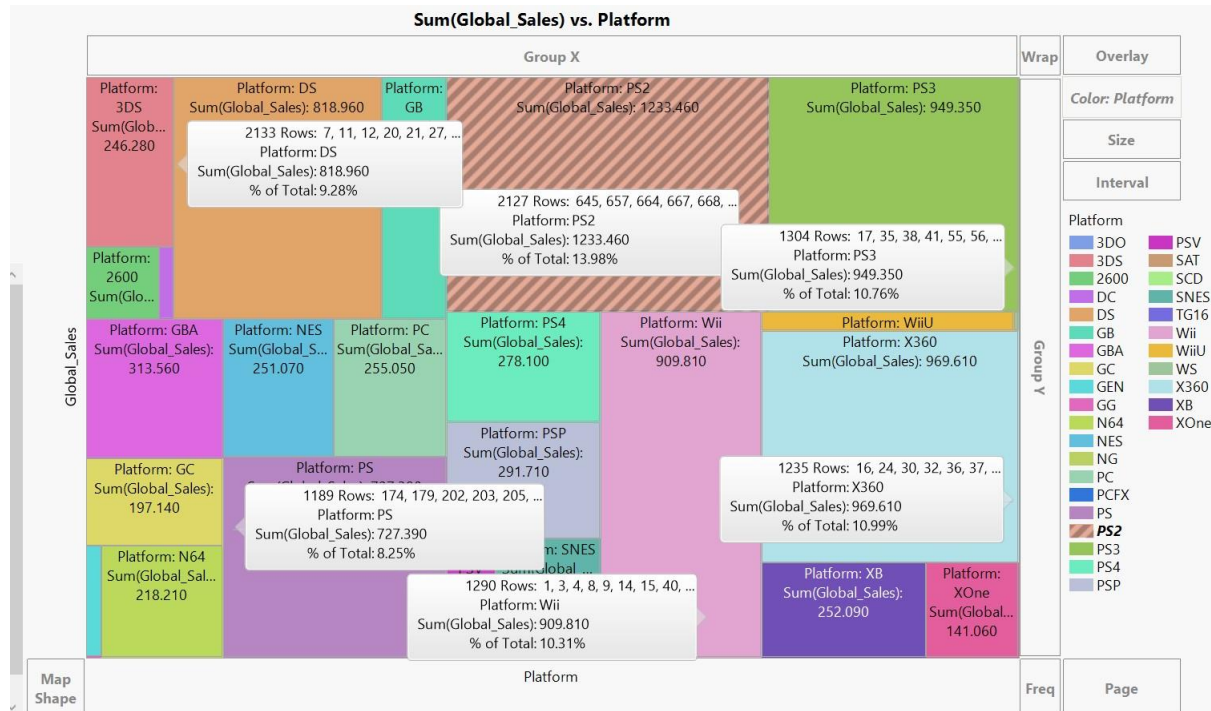 Sum(Global_Sales) vs. Platform
Group X
Wrap
Overlay
Color: Platform
Size
Interval
Global_Sales
Group Y
Platform:
3DS
Sum(Glob...
246.280
Platform: DS
Sum(Global_Sales): 818.960
Platform:
GB
Platform: PS2
Sum(Global_Sales): 1233.460
Platform: PS3
Sum(Global_Sales): 949.350
2133 Rows: 7, 11, 12, 20, 21, 27, ...
Platform: DS
Sum(Global_Sales): 818.960
% of Total: 9.28%
2127 Rows: 645, 657, 664, 667, 668, ...
Platform: PS2
Sum(Global_Sales): 1233.460
% of Total: 13.98%
1304 Rows: 17, 35, 38, 41, 55, 56, ...
Platform: PS3
Sum(Global_Sales): 949.350
% of Total: 10.76%
Platform:
2600
Sum(Glo...
Platform: GBA
Sum(Global_Sales):
313.560
Platform: NES
Sum(Global_S...
251.070
Platform: PC
Sum(Global_Sa...
255.050
Platform: PS4
Sum(Global_Sales):
278.100
Platform: Wii
Sum(Global_Sales):
909.810
Platform: WiiU
Platform: X360
Sum(Global_Sales): 969.610
Platform: PSP
Sum(Global_Sales):
291.710
Platform: GC
Sum(Global_Sales):
197.140
Platform: PS
1189 Rows: 174, 179, 202, 203, 205, ...
Platform: PS
Sum(Global_Sales): 727.390
% of Total: 8.25%
1235 Rows: 16, 24, 30, 32, 36, 37, ...
Platform: X360
Sum(Global_Sales): 969.610
% of Total: 10.99%
Platform: N64
Sum(Global_Sal...
218.210
SNES
1290 Rows: 1, 3, 4, 8, 9, 14, 15, 40, ...
Platform: Wii
Sum(Global_Sales): 909.810
% of Total: 10.31%
Platform: XB
Sum(Global_Sales):
252.090
Platform:
XOne
Sum(Global...
141.060
Platform
3DO
3DS
2600
DC
DS
GB
GBA
GC
GEN
GG
N64
NES
NG
PC
PCFX
PS
PS2
PS3
PS4
PSP
PSV
SAT
SCD
SNES
TG16
Wii
WiiU
WS
X360
XB
XOne
Map
Shape
Platform
Freq
Page